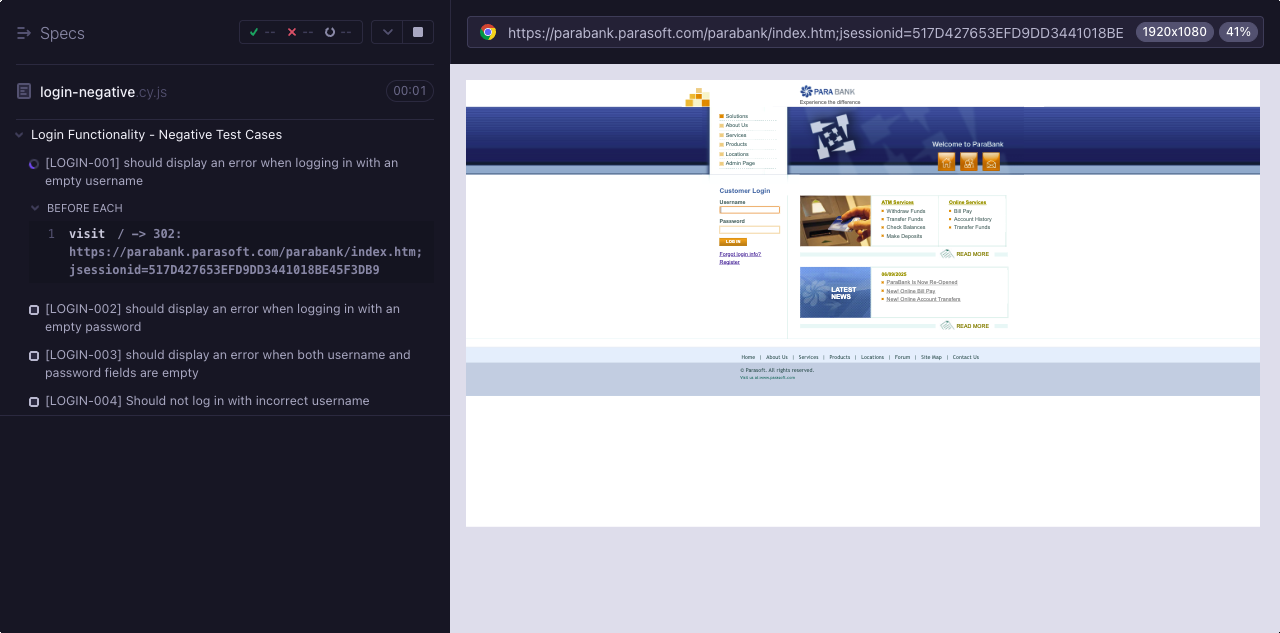 Specs
-- -- --
login-negative.cy.js
00:01
Login Functionality - Negative Test Cases
[LOGIN-001] should display an error when logging in with an
empty username
BEFORE EACH
1 visit / -> 302:
https://parabank.parasoft.com/parabank/index.htm;
jsessionid=517D427653EFD9DD3441018BE45F3DB9
[LOGIN-002] should display an error when logging in with an
empty password
[LOGIN-003] should display an error when both username and
password fields are empty
[LOGIN-004] Should not log in with incorrect username
https://parabank.parasoft.com/parabank/index.htm;jsessionid=517D427653EFD9DD3441018BE
1920x1080
41%
PARA BANK
Experience the difference
Solutions
About Us
Services
Products
Locations
Admin Page
Welcome to ParaBank
Customer Login
Username
Password
LOG IN
Forgot login info?
Register
ATM Services
Withdraw Funds
Transfer Funds
Check Balances
Make Deposits
Online Services
Bill Pay
Account History
Transfer Funds
READ MORE
LATEST
NEWS
06/09/2025
ParaBank Is Now Re-Opened
New! Online Bill Pay
New! Online Account Transfers
READ MORE
Home | About Us | Services | Products | Locations | Forum | Site Map | Contact Us
© Parasoft. All rights reserved.
Visit us at www.parasoft.com